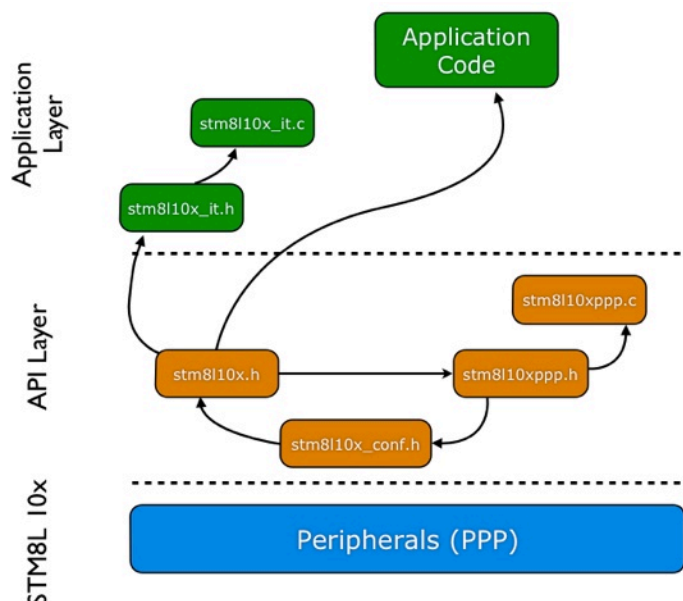 Application
Layer
Application
Code
stm8l10x_it.c
stm8l10x_it.h
API Layer
stm8l10xppp.c
stm8l10x.h
stm8l10xppp.h
stm8l10x_conf.h
STM8L 10x
Peripherals (PPP)